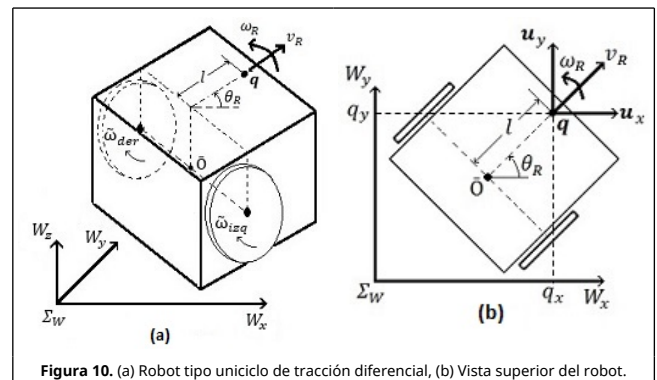 ω_R
v_R
q
l
θ_R
ω̃_der
Ō
ω̃_izq
W_z
W_y
Σ_W
W_x
(a)
u_y
ω_R
v_R
W_y
q_y
q
u_x
l
θ_R
Ō
Σ_W
q_x
W_x
(b)
Figura 10. (a) Robot tipo uniciclo de tracción diferencial, (b) Vista superior del robot.